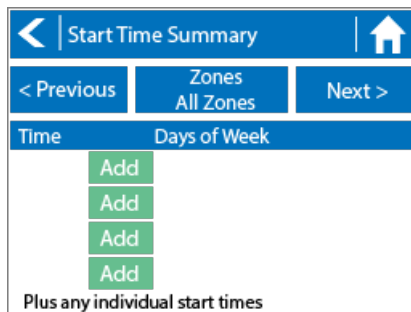 Start Time Summary
< Previous
Zones
All Zones
Next >
Time Days of Week
Add
Add
Add
Add
Plus any individual start times